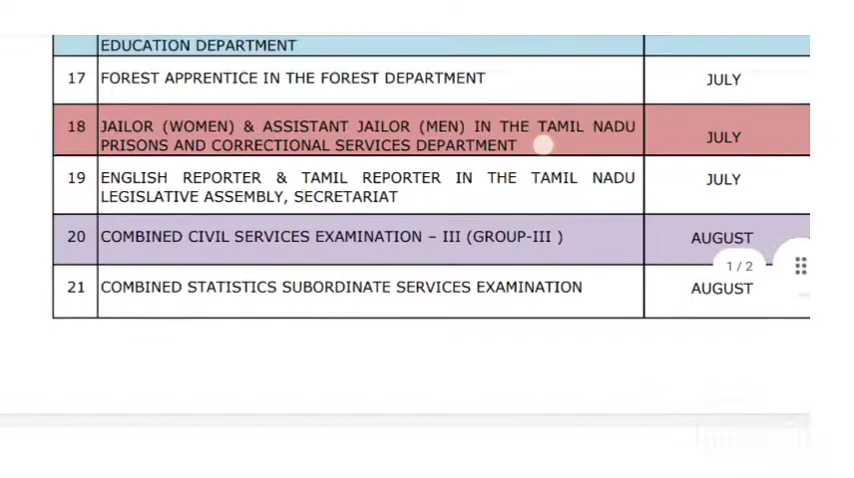 EDUCATION DEPARTMENT
17 FOREST APPRENTICE IN THE FOREST DEPARTMENT JULY
18 JAILOR (WOMEN) & ASSISTANT JAILOR (MEN) IN THE TAMIL NADU
PRISONS AND CORRECTIONAL SERVICES DEPARTMENT JULY
19 ENGLISH REPORTER & TAMIL REPORTER IN THE TAMIL NADU JULY
LEGISLATIVE ASSEMBLY, SECRETARIAT
20 COMBINED CIVIL SERVICES EXAMINATION – III (GROUP-III ) AUGUST
1 / 2
21 COMBINED STATISTICS SUBORDINATE SERVICES EXAMINATION AUGUST